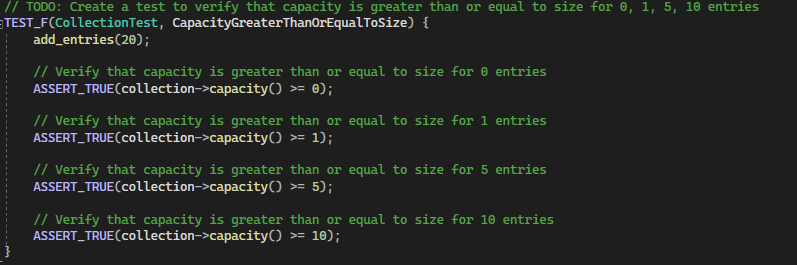 // TODO: Create a test to verify that capacity is greater than or equal to size for 0, 1, 5, 10 entries
TEST_F(CollectionTest, CapacityGreaterThanOrEqualToSize) {
    add_entries(20);

    // Verify that capacity is greater than or equal to size for 0 entries
    ASSERT_TRUE(collection->capacity() >= 0);

    // Verify that capacity is greater than or equal to size for 1 entries
    ASSERT_TRUE(collection->capacity() >= 1);

    // Verify that capacity is greater than or equal to size for 5 entries
    ASSERT_TRUE(collection->capacity() >= 5);

    // Verify that capacity is greater than or equal to size for 10 entries
    ASSERT_TRUE(collection->capacity() >= 10);
}